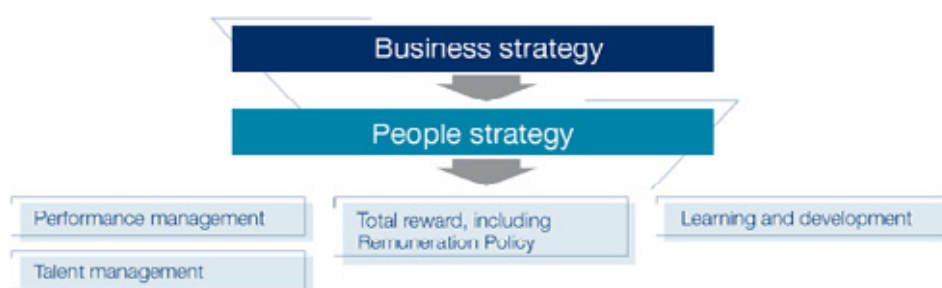 Business strategy
People strategy
Performance management
Total reward, including
Remuneration Policy
Learning and development
Talent management